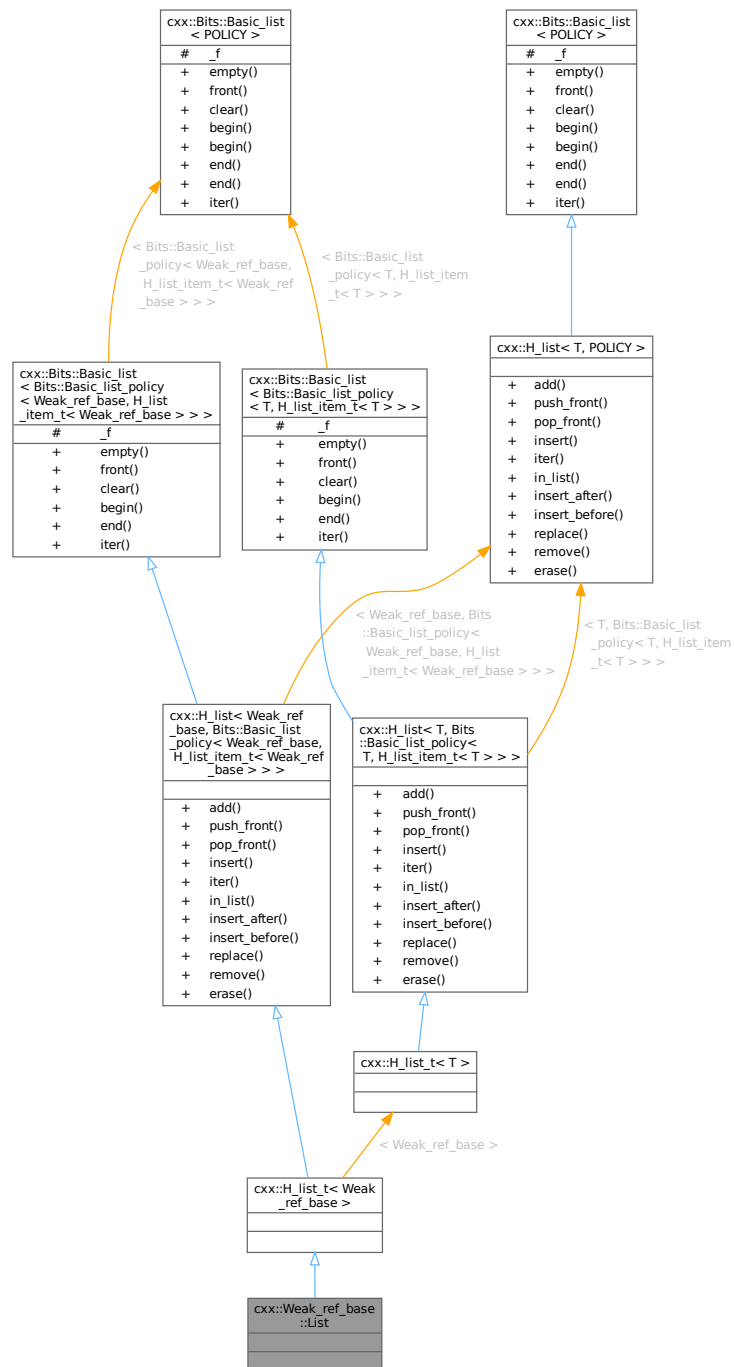 cxx::Bits::Basic_list
< POLICY >
# _f
+ empty()
+ front()
+ clear()
+ begin()
+ begin()
+ end()
+ end()
+ iter()
cxx::Bits::Basic_list
< POLICY >
# _f
+ empty()
+ front()
+ clear()
+ begin()
+ begin()
+ end()
+ end()
+ iter()
< Bits::Basic_list
_policy< Weak_ref_base,
H_list_item_t< Weak_ref
_base > > >
< Bits::Basic_list
_policy< T, H_list_item
_t< T > > >
cxx::Bits::Basic_list
< Bits::Basic_list_policy
< Weak_ref_base, H_list
_item_t< Weak_ref_base > > >
# _f
+ empty()
+ front()
+ clear()
+ begin()
+ end()
+ iter()
cxx::Bits::Basic_list
< Bits::Basic_list_policy
< T, H_list_item_t< T > > >
# _f
+ empty()
+ front()
+ clear()
+ begin()
+ end()
+ iter()
cxx::H_list< T, POLICY >
+ add()
+ push_front()
+ pop_front()
+ insert()
+ iter()
+ in_list()
+ insert_after()
+ insert_before()
+ replace()
+ remove()
+ erase()
< Weak_ref_base, Bits
::Basic_list_policy<
Weak_ref_base, H_list
_item_t< Weak_ref_base > > >
< T, Bits::Basic_list
_policy< T, H_list_item
_t< T > > >
cxx::H_list< Weak_ref
_base, Bits::Basic_list
_policy< Weak_ref_base,
H_list_item_t< Weak_ref
_base > > >
+ add()
+ push_front()
+ pop_front()
+ insert()
+ iter()
+ in_list()
+ insert_after()
+ insert_before()
+ replace()
+ remove()
+ erase()
cxx::H_list< T, Bits
::Basic_list_policy<
T, H_list_item_t< T > > >
+ add()
+ push_front()
+ pop_front()
+ insert()
+ iter()
+ in_list()
+ insert_after()
+ insert_before()
+ replace()
+ remove()
+ erase()
cxx::H_list_t< T >
< Weak_ref_base >
cxx::H_list_t< Weak
_ref_base >
cxx::Weak_ref_base
::List